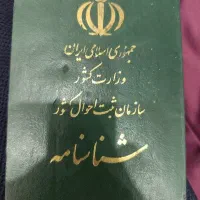 جمهوری اسلامی ایران
وزارت کشور
سازمان ثبت احوال کشور
شناسنامه